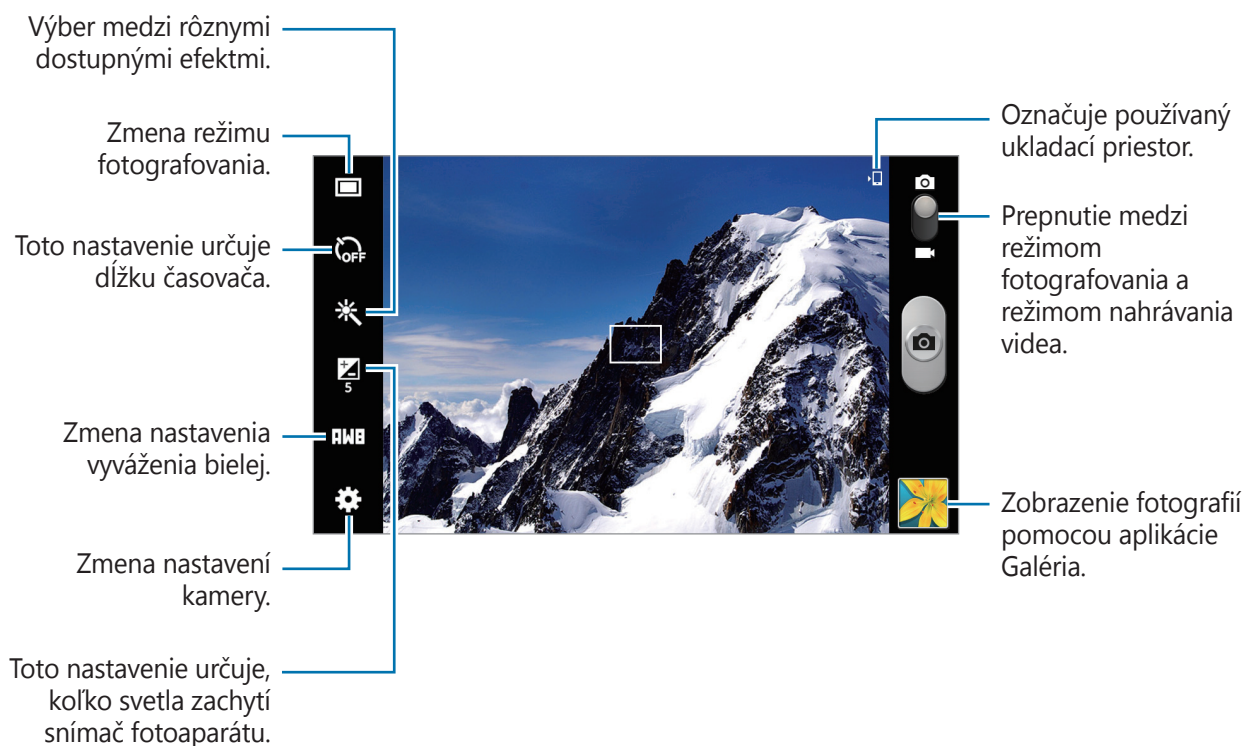 Výber medzi rôznymi
dostupnými efektmi.
Zmena režimu
fotografovania.
Toto nastavenie určuje
dĺžku časovača.
Zmena nastavenia
vyváženia bielej.
Zmena nastavení
kamery.
Toto nastavenie určuje,
koľko svetla zachytí
snímač fotoaparátu.
OFF
5
AWB
Označuje používaný
ukladací priestor.
Prepnutie medzi
režimom
fotografovania a
režimom nahrávania
videa.
Zobrazenie fotografií
pomocou aplikácie
Galéria.